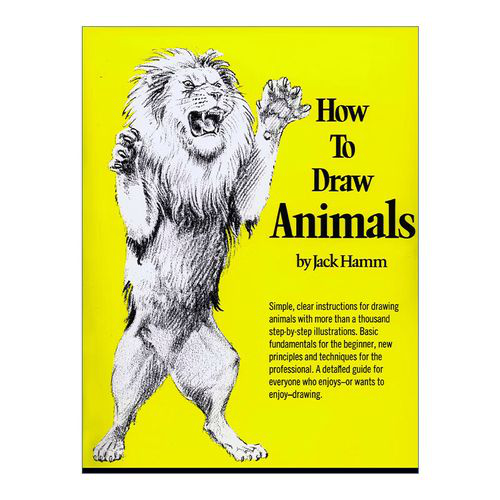 How
To
Draw
Animals
by Jack Hamm
Simple, clear instructions for drawing
animals with more than a thousand
step-by-step illustrations. Basic
fundamentals for the beginner, new
principles and techniques for the
professional. A detafled guide for
everyone who enjoys–or wants to
enjoy–drawing.